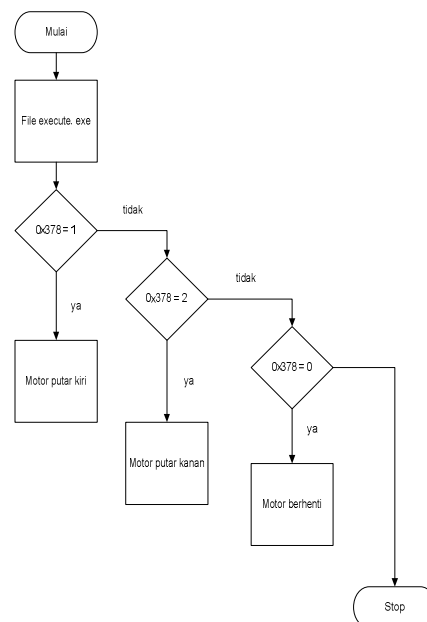 Mulai
File execute. exe
0x378 = 1
tidak
ya
Motor putar kiri
0x378 = 2
tidak
ya
Motor putar kanan
0x378 = 0
ya
Motor berhenti
Stop